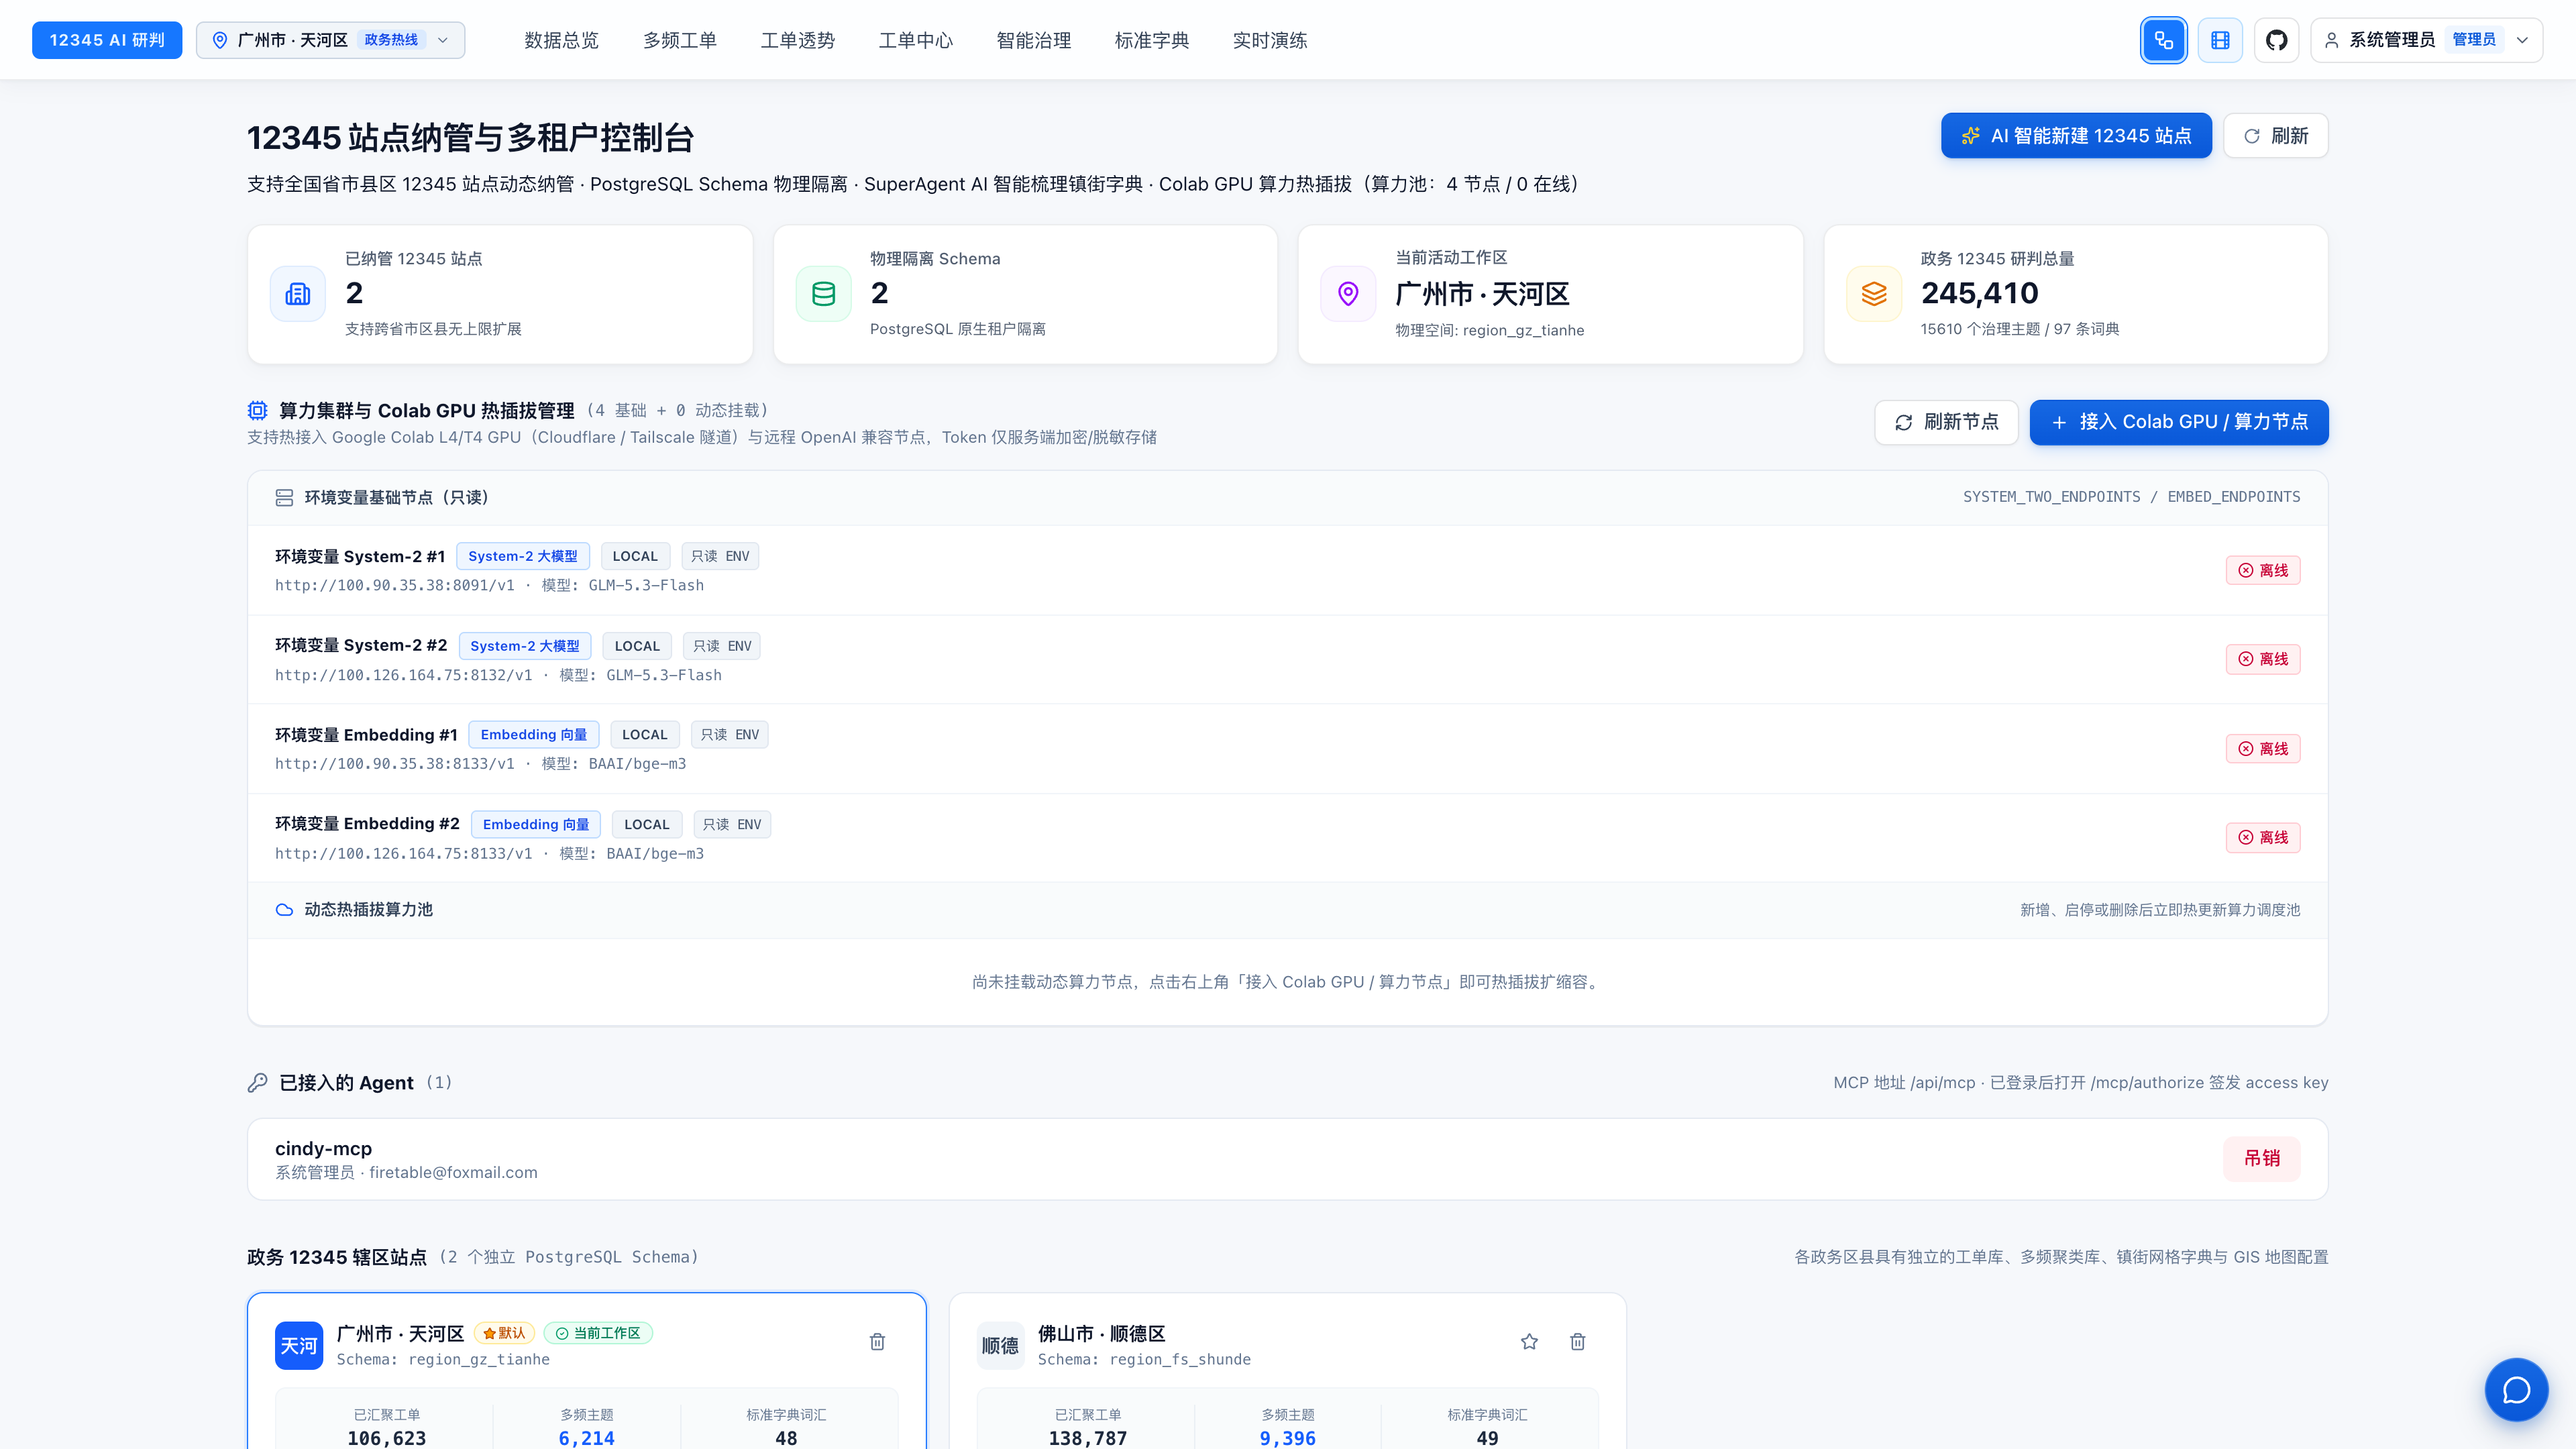 12345 AI 研判
广州市 · 天河区 政务热线
数据总览 多频工单 工单透势 工单中心 智能治理 标准字典 实时演练
系统管理员 管理员
12345 站点纳管与多租户控制台
AI 智能新建 12345 站点
刷新
支持全国省市县区 12345 站点动态纳管 · PostgreSQL Schema 物理隔离 · SuperAgent AI 智能梳理镇街字典 · Colab GPU 算力热插拔（算力池：4 节点 / 0 在线）
已纳管 12345 站点
2
支持跨省市区县无上限扩展
物理隔离 Schema
2
PostgreSQL 原生租户隔离
当前活动工作区
广州市 · 天河区
物理空间: region_gz_tianhe
政务 12345 研判总量
245,410
15610 个治理主题 / 97 条词典
算力集群与 Colab GPU 热插拔管理 (4 基础 + 0 动态挂载)
支持热接入 Google Colab L4/T4 GPU（Cloudflare / Tailscale 隧道）与远程 OpenAI 兼容节点，Token 仅服务端加密/脱敏存储
刷新节点
接入 Colab GPU / 算力节点
环境变量基础节点（只读）
SYSTEM_TWO_ENDPOINTS / EMBED_ENDPOINTS
环境变量 System-2 #1 System-2 大模型 LOCAL 只读 ENV
http://100.90.35.38:8091/v1 · 模型: GLM-5.3-Flash
离线
环境变量 System-2 #2 System-2 大模型 LOCAL 只读 ENV
http://100.126.164.75:8132/v1 · 模型: GLM-5.3-Flash
离线
环境变量 Embedding #1 Embedding 向量 LOCAL 只读 ENV
http://100.90.35.38:8133/v1 · 模型: BAAI/bge-m3
离线
环境变量 Embedding #2 Embedding 向量 LOCAL 只读 ENV
http://100.126.164.75:8133/v1 · 模型: BAAI/bge-m3
离线
动态热插拔算力池
新增、启停或删除后立即热更新算力调度池
尚未挂载动态算力节点，点击右上角「接入 Colab GPU / 算力节点」即可热插拔扩缩容。
已接入的 Agent (1)
MCP 地址 /api/mcp · 已登录后打开 /mcp/authorize 签发 access key
cindy-mcp
系统管理员 · firetable@foxmail.com
吊销
政务 12345 辖区站点 (2 个独立 PostgreSQL Schema)
各政务区县具有独立的工单库、多频聚类库、镇街网格字典与 GIS 地图配置
天河
广州市 · 天河区 默认 当前工作区
Schema: region_gz_tianhe
已汇聚工单 多频主题 标准字典词汇
106,623 6,214 48
顺德
佛山市 · 顺德区
Schema: region_fs_shunde
已汇聚工单 多频主题 标准字典词汇
138,787 9,396 49